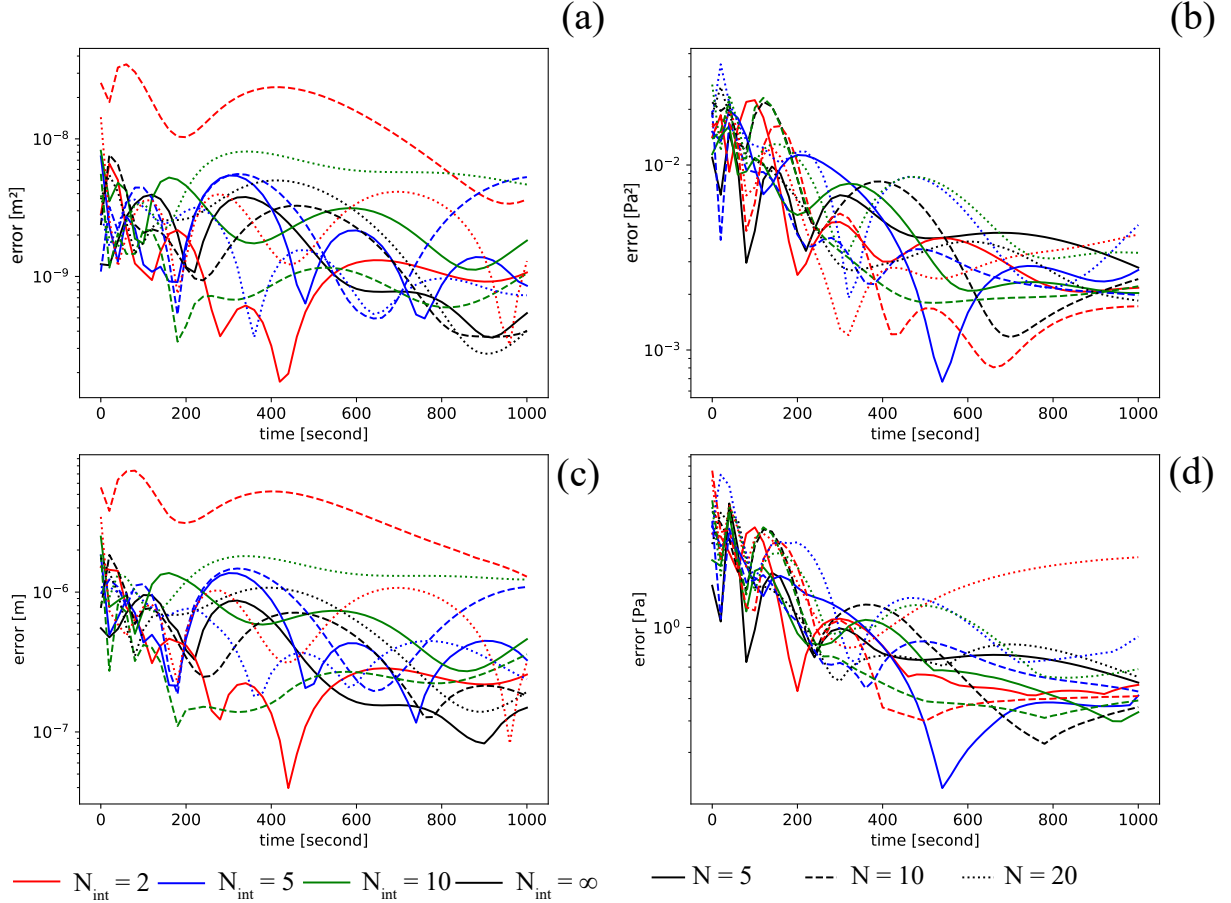 (a)
error [m²]
10⁻⁸
10⁻⁹
0 200 400 600 800 1000
time [second]
(b)
error [Pa²]
10⁻²
10⁻³
0 200 400 600 800 1000
time [second]
(c)
error [m]
10⁻⁶
10⁻⁷
0 200 400 600 800 1000
time [second]
(d)
error [Pa]
10⁰
0 200 400 600 800 1000
time [second]
N_int = 2 N_int = 5 N_int = 10 N_int = ∞ N = 5 N = 10 N = 20